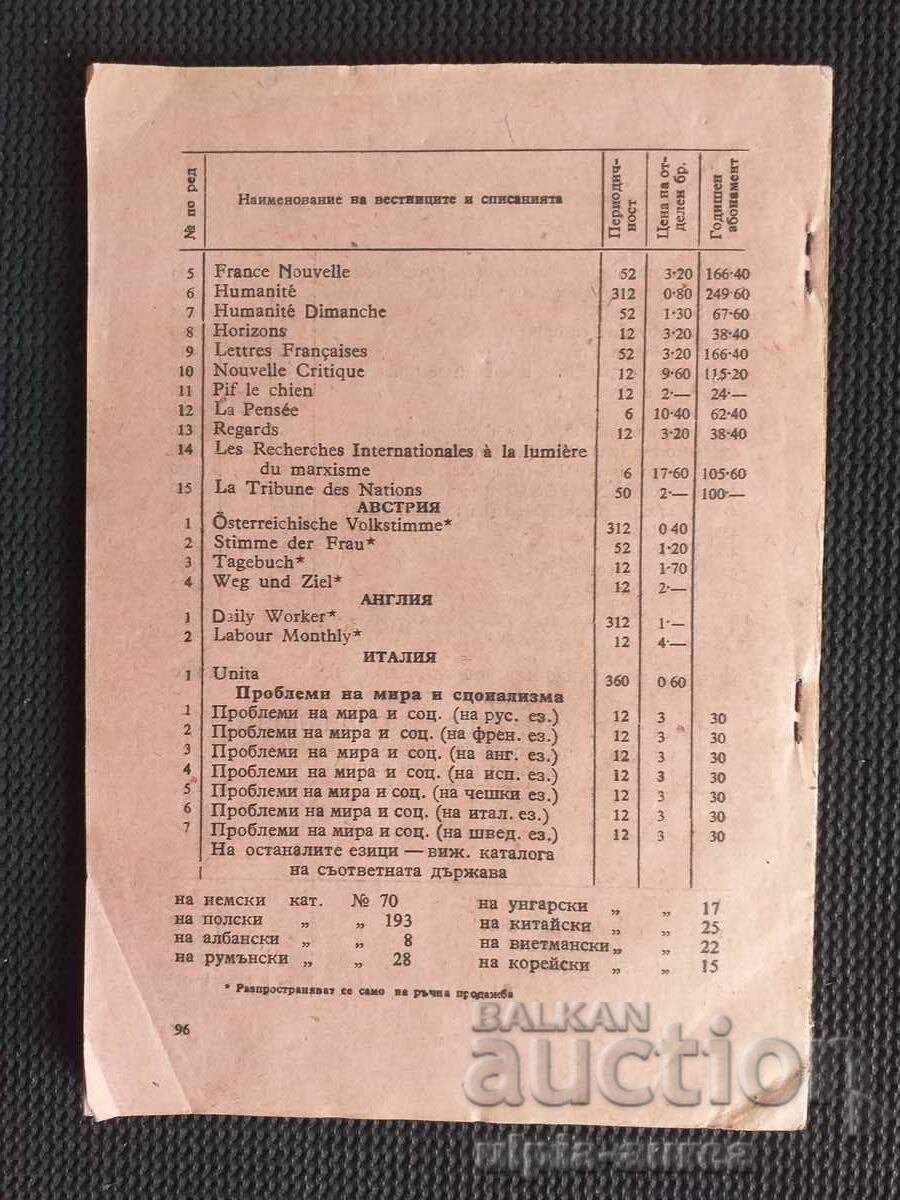 № по ред | Наименование на вестниците и списанията | Периодич-ност | Цена на от-делен бр. | Годишен абонамент
5 France Nouvelle 52 3·20 166·40
6 Humanité 312 0·80 249·60
7 Humanité Dimanche 52 1·30 67·60
8 Horizons 12 3·20 38·40
9 Lettres Françaises 52 3·20 166·40
10 Nouvelle Critique 12 9·60 115·20
11 Pif le chien 12 2·— 24·—
12 La Pensée 6 10·40 62·40
13 Regards 12 3·20 38·40
14 Les Recherches Internationales à la lumière
du marxisme 6 17·60 105·60
15 La Tribune des Nations 50 2·— 100·—
АВСТРИЯ
1 Österreichische Volkstimme* 312 0 40
2 Stimme der Frau* 52 1·20
3 Tagebuch* 12 1·70
4 Weg und Ziel* 12 2·—
АНГЛИЯ
1 Daily Worker* 312 1·—
2 Labour Monthly* 12 4·—
ИТАЛИЯ
1 Unita 360 0 60
Проблеми на мира и сцоиализма
1 Проблеми на мира и соц. (на рус. ез.) 12 3 30
2 Проблеми на мира и соц. (на френ. ез.) 12 3 30
3 Проблеми на мира и соц. (на анг. ез.) 12 3 30
4 Проблеми на мира и соц. (на исп. ез.) 12 3 30
5 Проблеми на мира и соц. (на чешки ез.) 12 3 30
6 Проблеми на мира и соц. (на итал. ез.) 12 3 30
7 Проблеми на мира и соц. (на швед. ез.) 12 3 30
На останалите езици — виж. каталога
на съответната държава
на немски кат. № 70 на унгарски „ „ 17
на полски „ „ 193 на китайски „ „ 25
на албански „ „ 8 на виетмански „ „ 22
на румънски „ „ 28 на корейски „ „ 15
* Разпространяват се само на ръчна продажба
96
BALKAN
auction